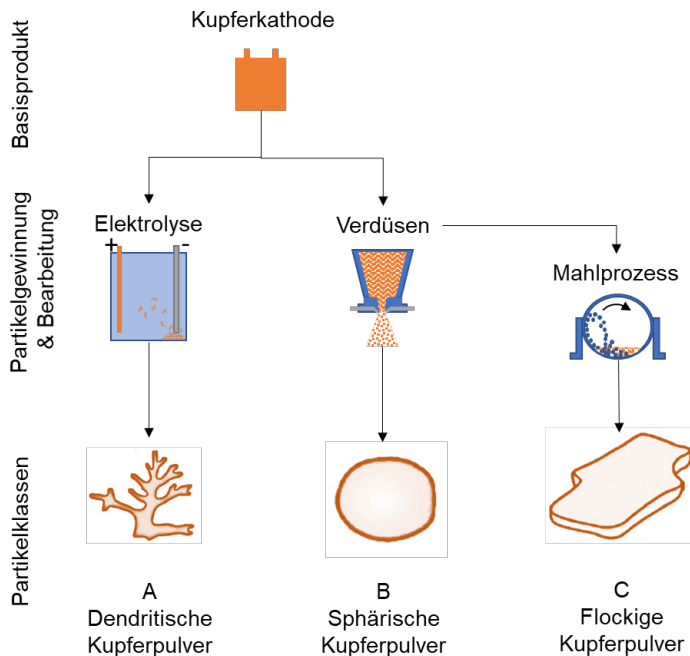 Kupferkathode
Basisprodukt
Elektrolyse
+
-
Verdüsen
Mahlprozess
Partikelgewinnung
& Bearbeitung
Partikelklassen
A
Dendritische
Kupferpulver
B
Sphärische
Kupferpulver
C
Flockige
Kupferpulver